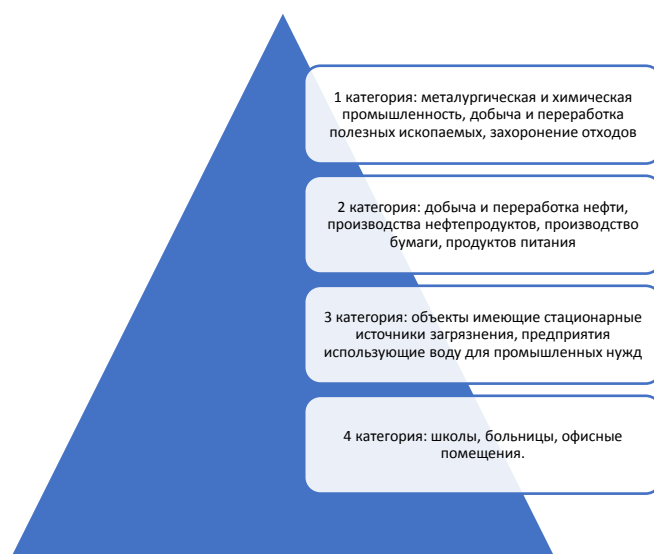 1 категория: металургическая и химическая
промышленность, добыча и переработка
полезных ископаемых, захоронение отходов
2 категория: добыча и переработка нефти,
производства нефтепродуктов, производство
бумаги, продуктов питания
3 категория: объекты имеющие стационарные
источники загрязнения, предприятия
использующие воду для промышленных нужд
4 категория: школы, больницы, офисные
помещения.